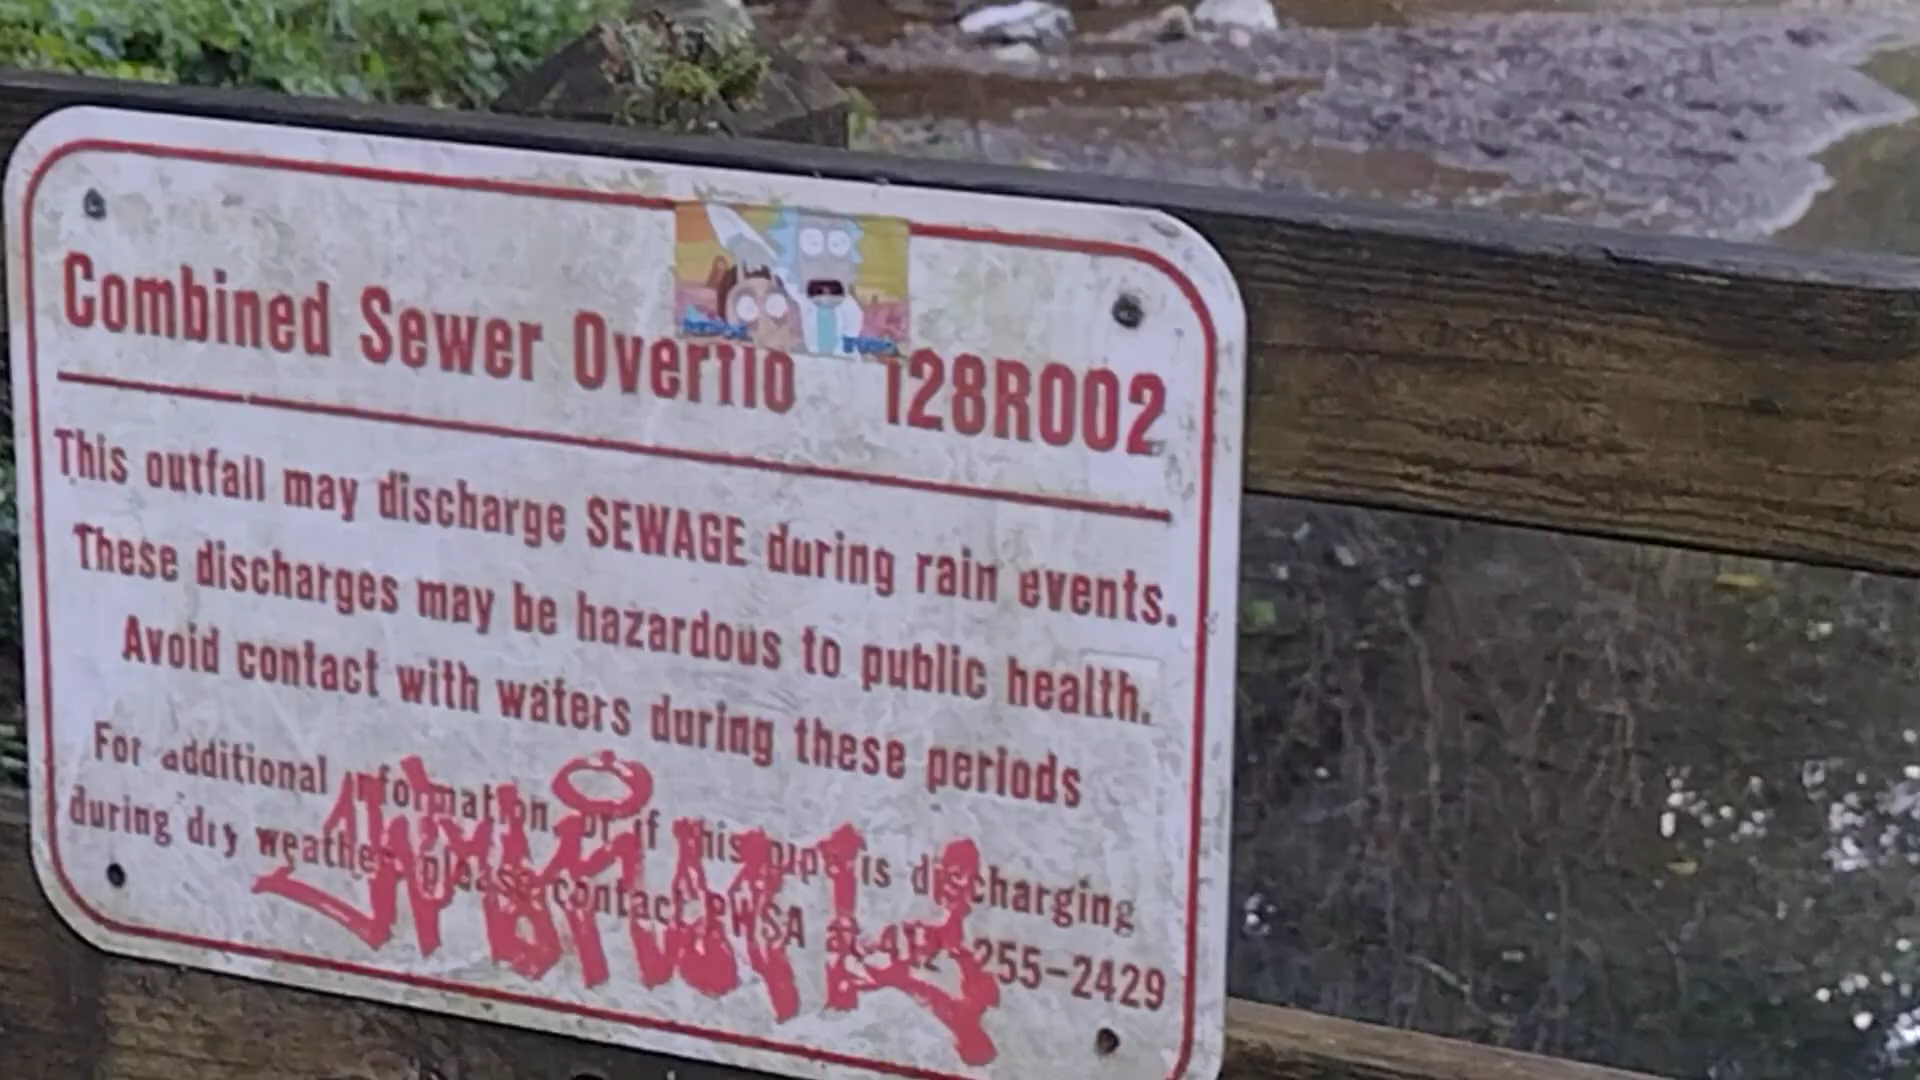 Combined Sewer Overflo 128R002
This outfall may discharge SEWAGE during rain events.
These discharges may be hazardous to public health.
Avoid contact with waters during these periods
For additional information or if this pipe is discharging
during dry weather please contact PWSA at 412-255-2429